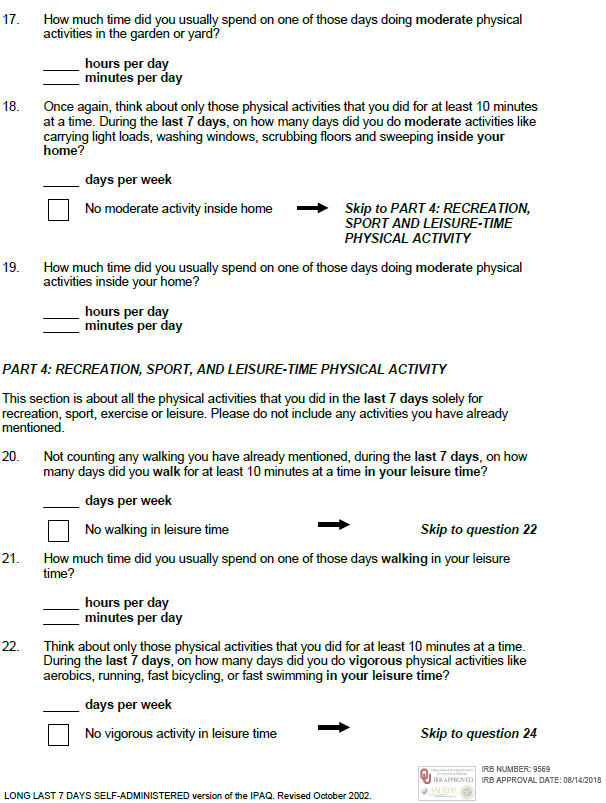 17. How much time did you usually spend on one of those days doing moderate physical
activities in the garden or yard?
_____ hours per day
_____ minutes per day
18. Once again, think about only those physical activities that you did for at least 10 minutes
at a time. During the last 7 days, on how many days did you do moderate activities like
carrying light loads, washing windows, scrubbing floors and sweeping inside your
home?
_____ days per week
No moderate activity inside home Skip to PART 4: RECREATION,
SPORT AND LEISURE-TIME
PHYSICAL ACTIVITY
19. How much time did you usually spend on one of those days doing moderate physical
activities inside your home?
_____ hours per day
_____ minutes per day
PART 4: RECREATION, SPORT, AND LEISURE-TIME PHYSICAL ACTIVITY
This section is about all the physical activities that you did in the last 7 days solely for
recreation, sport, exercise or leisure. Please do not include any activities you have already
mentioned.
20. Not counting any walking you have already mentioned, during the last 7 days, on how
many days did you walk for at least 10 minutes at a time in your leisure time?
_____ days per week
No walking in leisure time Skip to question 22
21. How much time did you usually spend on one of those days walking in your leisure
time?
_____ hours per day
_____ minutes per day
22. Think about only those physical activities that you did for at least 10 minutes at a time.
During the last 7 days, on how many days did you do vigorous physical activities like
aerobics, running, fast bicycling, or fast swimming in your leisure time?
_____ days per week
No vigorous activity in leisure time Skip to question 24
IRB APPROVED
AAHRPP
IRB NUMBER: 9569
IRB APPROVAL DATE: 08/14/2018
LONG LAST 7 DAYS SELF-ADMINISTERED version of the IPAQ. Revised October 2002.